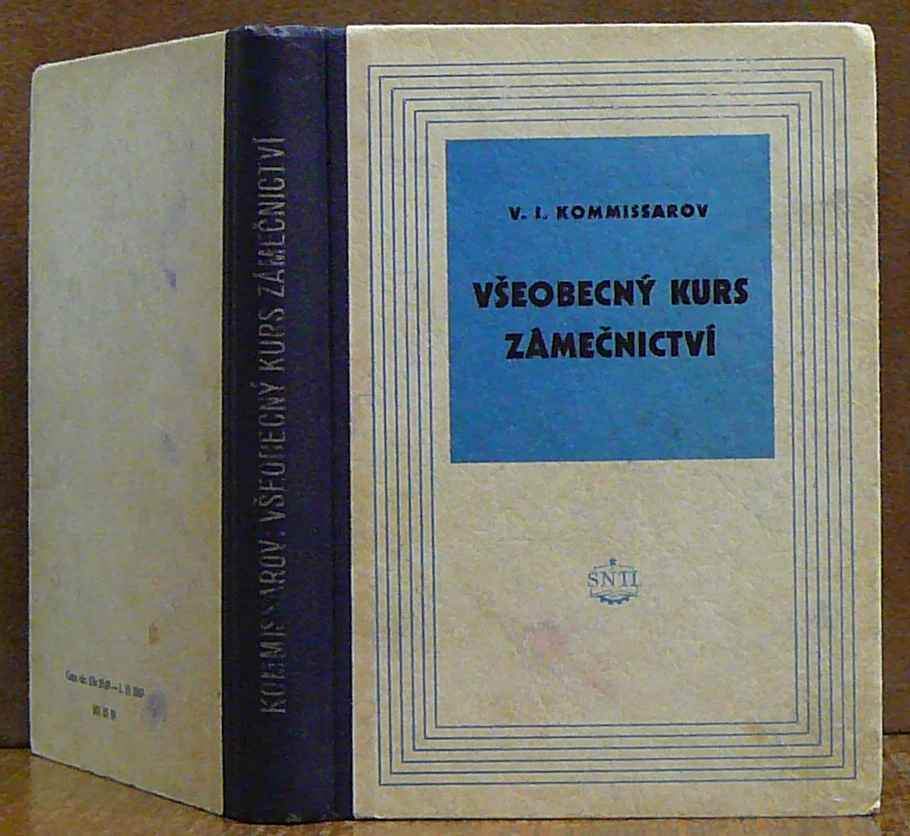 V. I. KOMMISSAROV
VŠEOBECNÝ KURS
ZÁMEČNICTVÍ
SNTL
KOMMISSAROV: VŠEOBECNÝ KURS ZÁMEČNICTVÍ